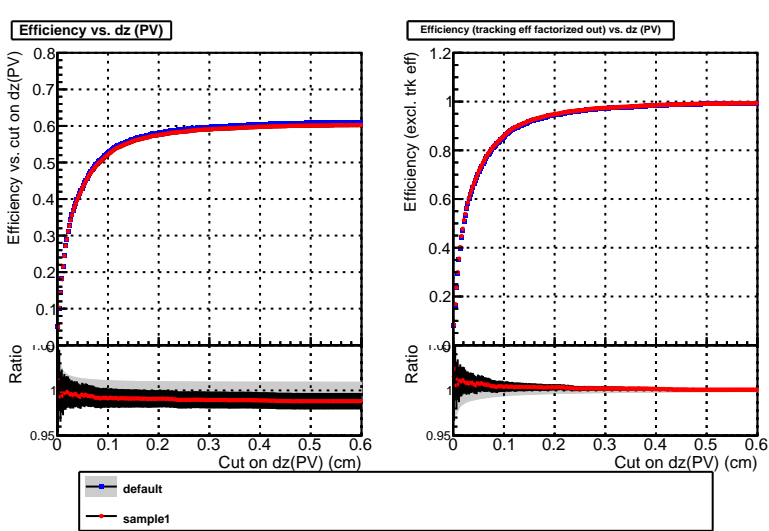 Efficiency vs. dz (PV)
Efficiency (tracking eff factorized out) vs. dz (PV)
Efficiency vs. cut on dz(PV)
0.8
0.7
0.6
0.5
0.4
0.3
0.2
0.1
Efficiency (excl. trk eff)
1.2
1
0.8
0.6
0.4
0.2
Ratio
1
0.95
0 0.1 0.2 0.3 0.4 0.5 0.6
Cut on dz(PV) (cm)
Ratio
1
0.95
0 0.1 0.2 0.3 0.4 0.5 0.6
Cut on dz(PV) (cm)
default
sample1